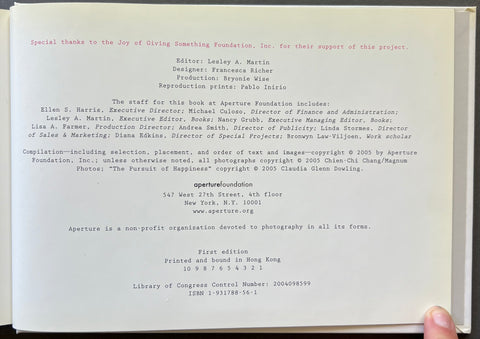 Special thanks to the Joy of Giving Something Foundation, Inc. for their support of this project.
Editor: Lesley A. Martin
Designer: Francesca Richer
Production: Bryonie Wise
Reproduction prints: Pablo Inirio
The staff for this book at Aperture Foundation includes:
Ellen S. Harris, Executive Director; Michael Culoso, Director of Finance and Administration;
Lesley A. Martin, Executive Editor, Books; Nancy Grubb, Executive Managing Editor, Books;
Lisa A. Farmer, Production Director; Andrea Smith, Director of Publicity; Linda Stormes, Director
of Sales & Marketing; Diana Edkins, Director of Special Projects; Bronwyn Law-Viljoen, Work scholar
Compilation—including selection, placement, and order of text and images—copyright © 2005 by Aperture
Foundation, Inc.; unless otherwise noted, all photographs copyright © 2005 Chien-Chi Chang/Magnum
Photos; "The Pursuit of Happiness" copyright © 2005 Claudia Glenn Dowling.
aperturefoundation
547 West 27th Street, 4th floor
New York, N.Y. 10001
www.aperture.org
Aperture is a non-profit organization devoted to photography in all its forms.
First edition
Printed and bound in Hong Kong
10 9 8 7 6 5 4 3 2 1
Library of Congress Control Number: 2004098599
ISBN 1-931788-56-1